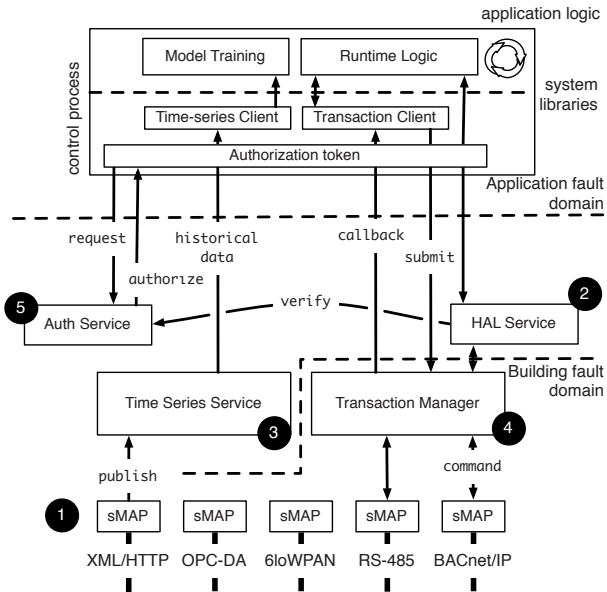 application logic
Model Training
Runtime Logic
system
libraries
control process
Time-series Client
Transaction Client
Authorization token
Application fault
domain
request
historical
data
callback
authorize
submit
5
Auth Service
verify
2
HAL Service
Building fault
domain
Time Series Service
3
Transaction Manager
4
publish
command
1
sMAP
sMAP
sMAP
sMAP
sMAP
XML/HTTP
OPC-DA
6loWPAN
RS-485
BACnet/IP